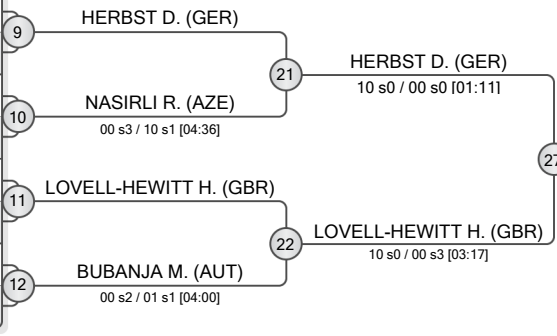 9
HERBST D. (GER)
21
HERBST D. (GER)
10 s0 / 00 s0 [01:11]
10
NASIRLI R. (AZE)
00 s3 / 10 s1 [04:36]
27
11
LOVELL-HEWITT H. (GBR)
22
LOVELL-HEWITT H. (GBR)
10 s0 / 00 s3 [03:17]
12
BUBANJA M. (AUT)
00 s2 / 01 s1 [04:00]